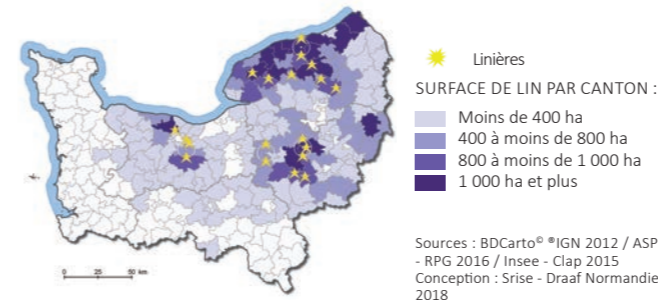 Linières
SURFACE DE LIN PAR CANTON :
Moins de 400 ha
400 à moins de 800 ha
800 à moins de 1 000 ha
1 000 ha et plus
0 25 50 km
Sources : BDCarto© ®IGN 2012 / ASP
- RPG 2016 / Insee - Clap 2015
Conception : Srise - Draaf Normandie
2018